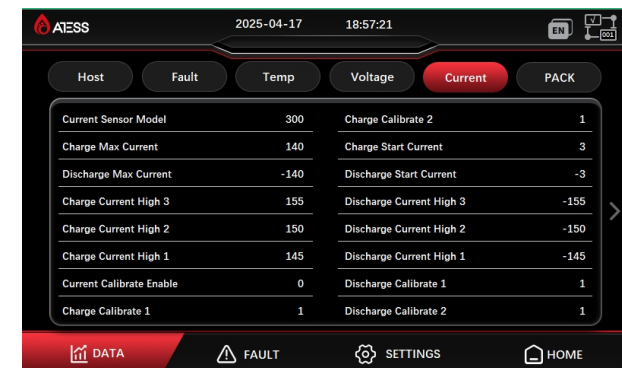 ATESS 2025-04-17 18:57:21 EN 001
Host Fault Temp Voltage Current PACK
Current Sensor Model 300 Charge Calibrate 2 1
Charge Max Current 140 Charge Start Current 3
Discharge Max Current -140 Discharge Start Current -3
Charge Current High 3 155 Discharge Current High 3 -155
Charge Current High 2 150 Discharge Current High 2 -150
Charge Current High 1 145 Discharge Current High 1 -145
Current Calibrate Enable 0 Discharge Calibrate 1 1
Charge Calibrate 1 1 Discharge Calibrate 2 1
DATA FAULT SETTINGS HOME